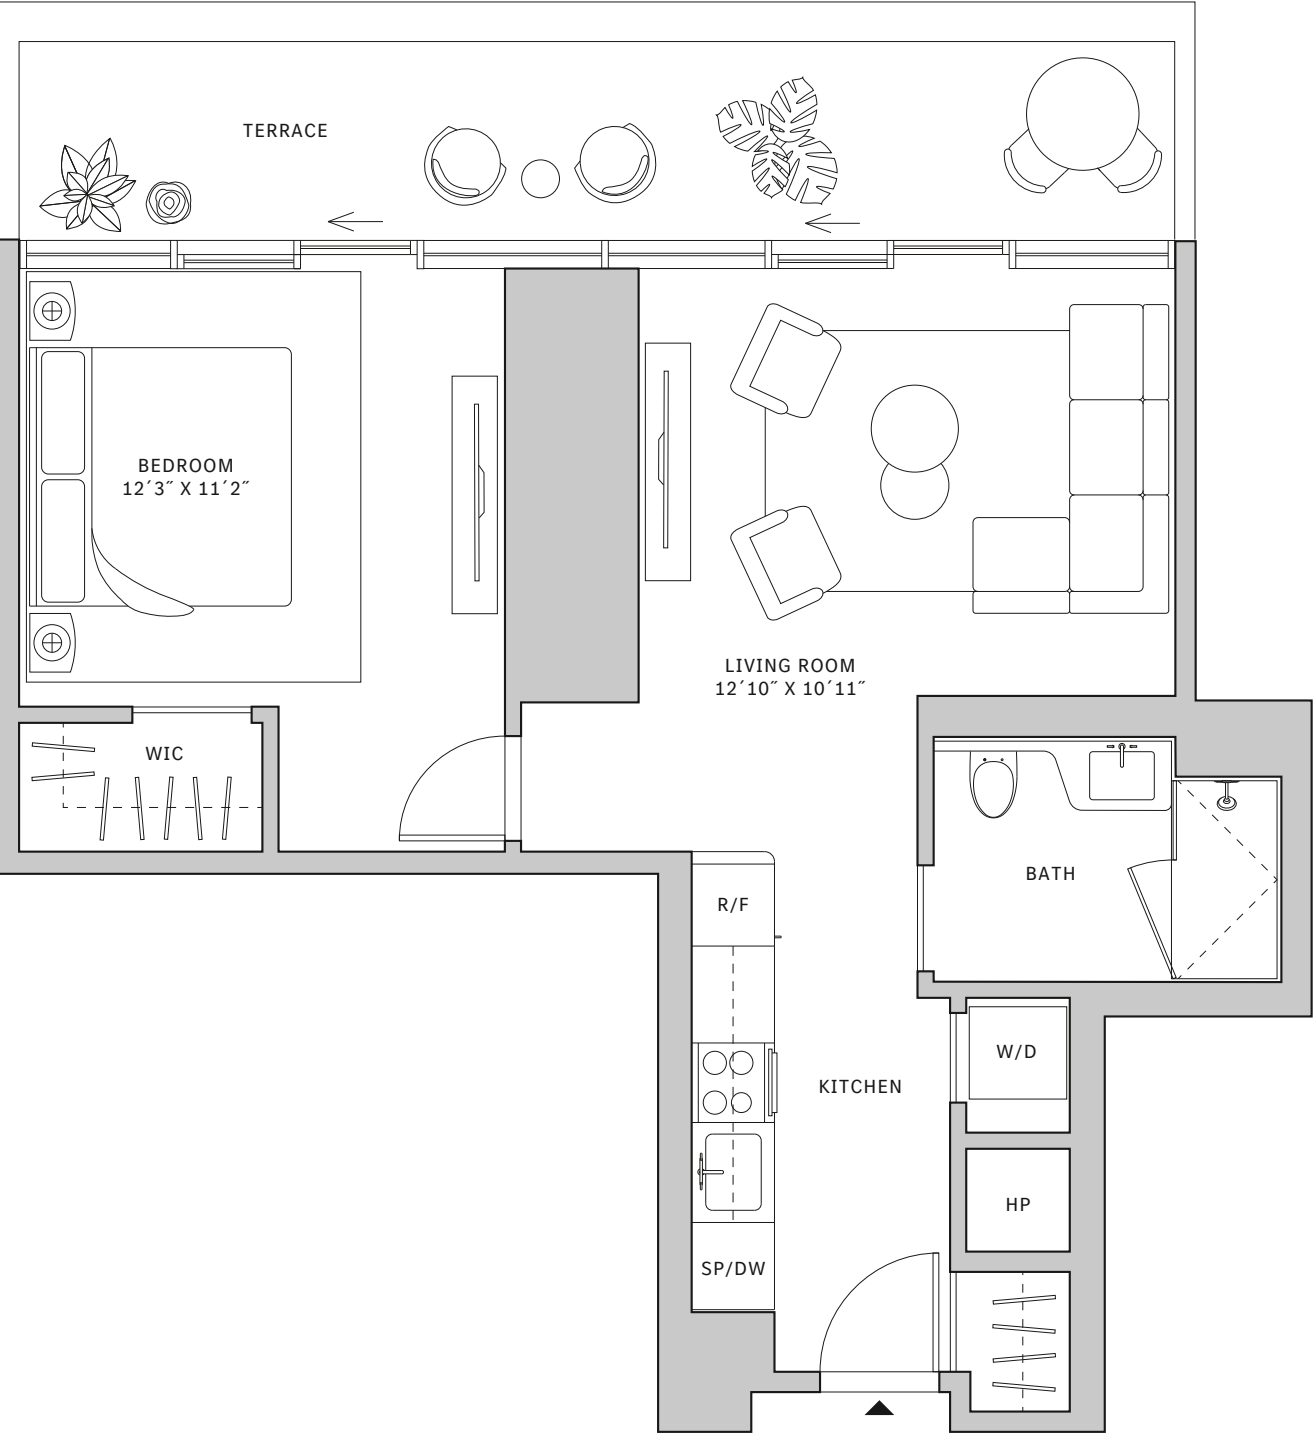 TERRACE
BEDROOM
12´3˝ X 11´2˝
LIVING ROOM
12´10˝ X 10´11˝
WIC
BATH
R/F
W/D
KITCHEN
HP
SP/DW